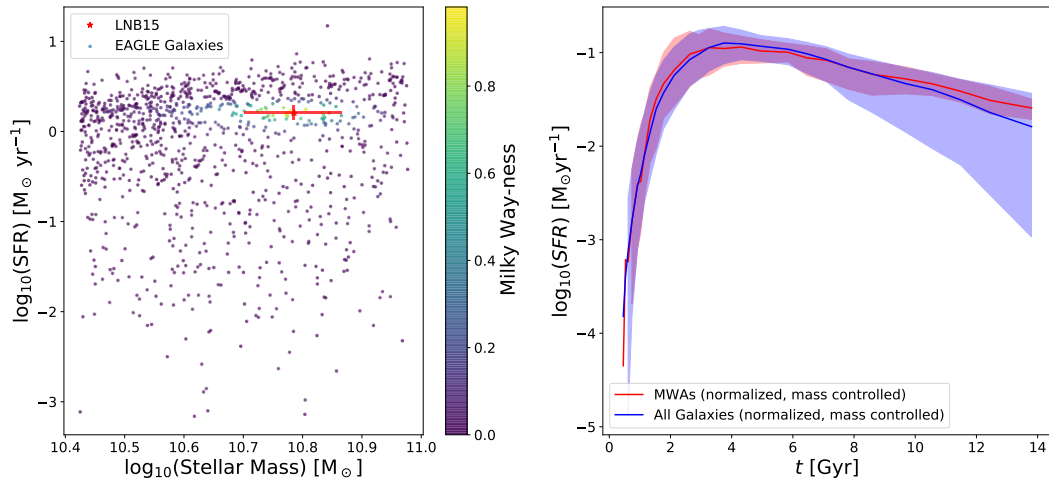 LNB15
EAGLE Galaxies
log₁₀(SFR) [M⊙ yr⁻¹]
1
0
−1
−2
−3
10.4 10.5 10.6 10.7 10.8 10.9 11.0
log₁₀(Stellar Mass) [M⊙]
0.8
0.6
0.4
0.2
0.0
Milky Way-ness
log₁₀(SFR) [M⊙yr⁻¹]
0
−1
−2
−3
−4
−5
MWAs (normalized, mass controlled)
All Galaxies (normalized, mass controlled)
0 2 4 6 8 10 12 14
t [Gyr]